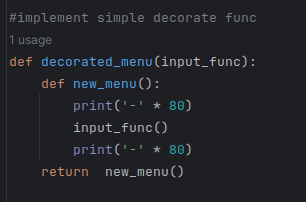 #implement simple decorate func
1 usage
def decorated_menu(input_func):
    def new_menu():
        print('-' * 80)
        input_func()
        print('-' * 80)
    return  new_menu()